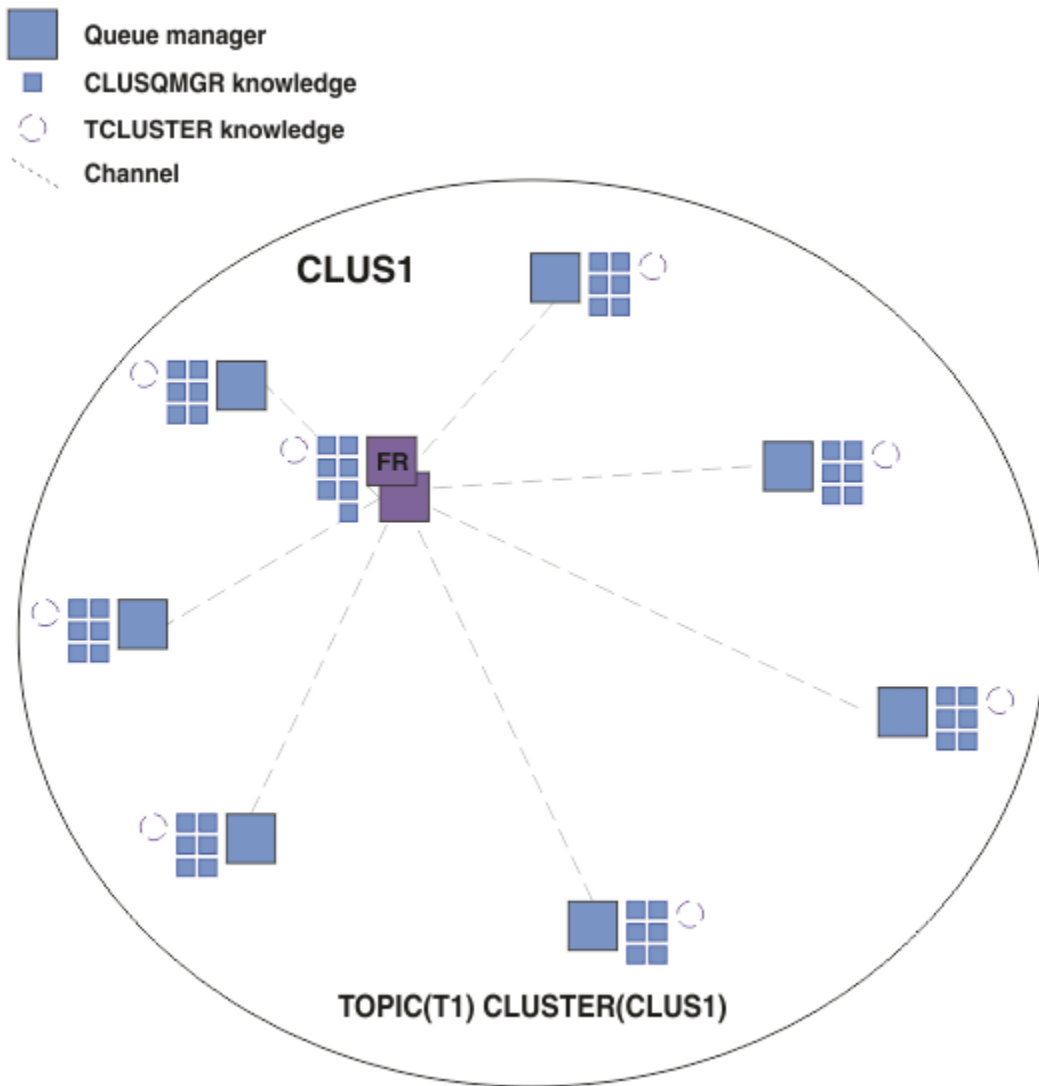 Queue manager
CLUSQMGR knowledge
TCLUSTER knowledge
Channel
CLUS1
FR
TOPIC(T1) CLUSTER(CLUS1)